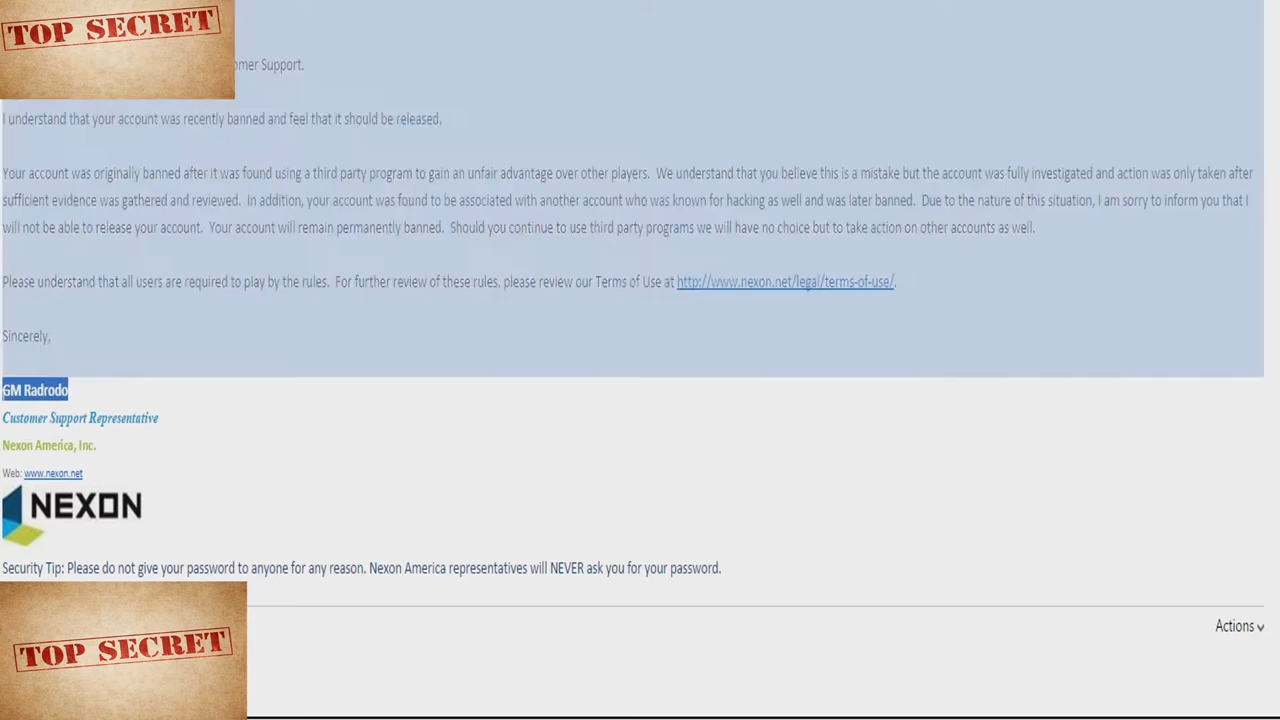 TOP SECRET
omer Support.
I understand that your account was recently banned and feel that it should be released.
Your account was originally banned after it was found using a third party program to gain an unfair advantage over other players.  We understand that you believe this is a mistake but the account was fully investigated and action was only taken after
sufficient evidence was gathered and reviewed.  In addition, your account was found to be associated with another account who was known for hacking as well and was later banned.  Due to the nature of this situation, I am sorry to inform you that I
will not be able to release your account.  Your account will remain permanently banned.  Should you continue to use third party programs we will have no choice but to take action on other accounts as well.
Please understand that all users are required to play by the rules.  For further review of these rules, please review our Terms of Use at http://www.nexon.net/legal/terms-of-use/.
Sincerely,
GM Radrodo
Customer Support Representative
Nexon America, Inc.
Web: www.nexon.net
NEXON
Security Tip: Please do not give your password to anyone for any reason. Nexon America representatives will NEVER ask you for your password.
Actions
TOP SECRET